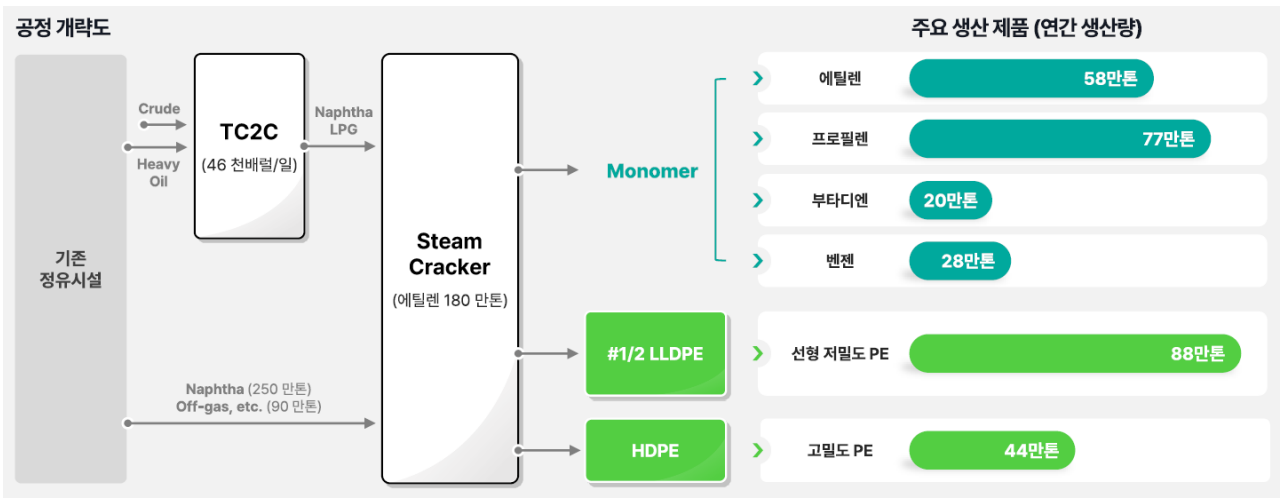 공정 개략도
주요 생산 제품 (연간 생산량)
기존
정유시설
Crude
Heavy
Oil
TC2C
(46 천배럴/일)
Naphtha
LPG
Naphtha (250 만톤)
Off-gas, etc. (90 만톤)
Steam
Cracker
(에틸렌 180 만톤)
Monomer
에틸렌 58만톤
프로필렌 77만톤
부타디엔 20만톤
벤젠 28만톤
#1/2 LLDPE
선형 저밀도 PE 88만톤
HDPE
고밀도 PE 44만톤